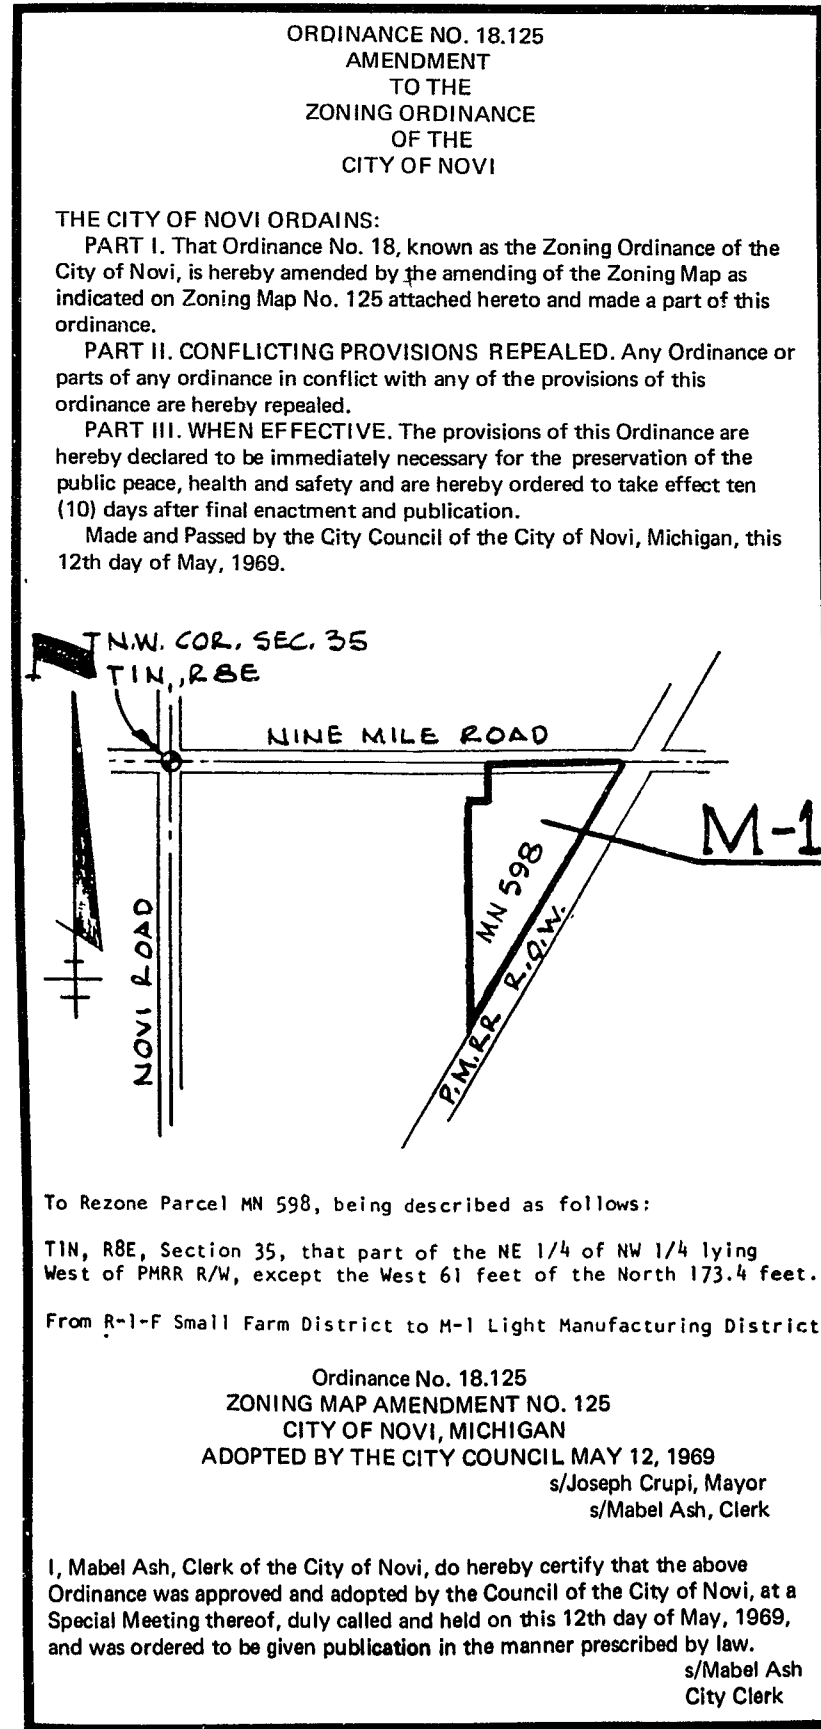 ORDINANCE NO. 18.125
AMENDMENT
TO THE
ZONING ORDINANCE
OF THE
CITY OF NOVI
THE CITY OF NOVI ORDAINS:
PART I. That Ordinance No. 18, known as the Zoning Ordinance of the
City of Novi, is hereby amended by the amending of the Zoning Map as
indicated on Zoning Map No. 125 attached hereto and made a part of this
ordinance.
PART II. CONFLICTING PROVISIONS REPEALED. Any Ordinance or
parts of any ordinance in conflict with any of the provisions of this
ordinance are hereby repealed.
PART III. WHEN EFFECTIVE. The provisions of this Ordinance are
hereby declared to be immediately necessary for the preservation of the
public peace, health and safety and are hereby ordered to take effect ten
(10) days after final enactment and publication.
Made and Passed by the City Council of the City of Novi, Michigan, this
12th day of May, 1969.
N.W. COR. SEC. 35
T1N, R8E
NINE MILE ROAD
M-1
MN 598
NOVI ROAD
P.M.RR R.O.W.
To Rezone Parcel MN 598, being described as follows:
T1N, R8E, Section 35, that part of the NE 1/4 of NW 1/4 lying
West of PMRR R/W, except the West 61 feet of the North 173.4 feet.
From R-1-F Small Farm District to M-1 Light Manufacturing District
Ordinance No. 18.125
ZONING MAP AMENDMENT NO. 125
CITY OF NOVI, MICHIGAN
ADOPTED BY THE CITY COUNCIL MAY 12, 1969
s/Joseph Crupi, Mayor
s/Mabel Ash, Clerk
I, Mabel Ash, Clerk of the City of Novi, do hereby certify that the above
Ordinance was approved and adopted by the Council of the City of Novi, at a
Special Meeting thereof, duly called and held on this 12th day of May, 1969,
and was ordered to be given publication in the manner prescribed by law.
s/Mabel Ash
City Clerk